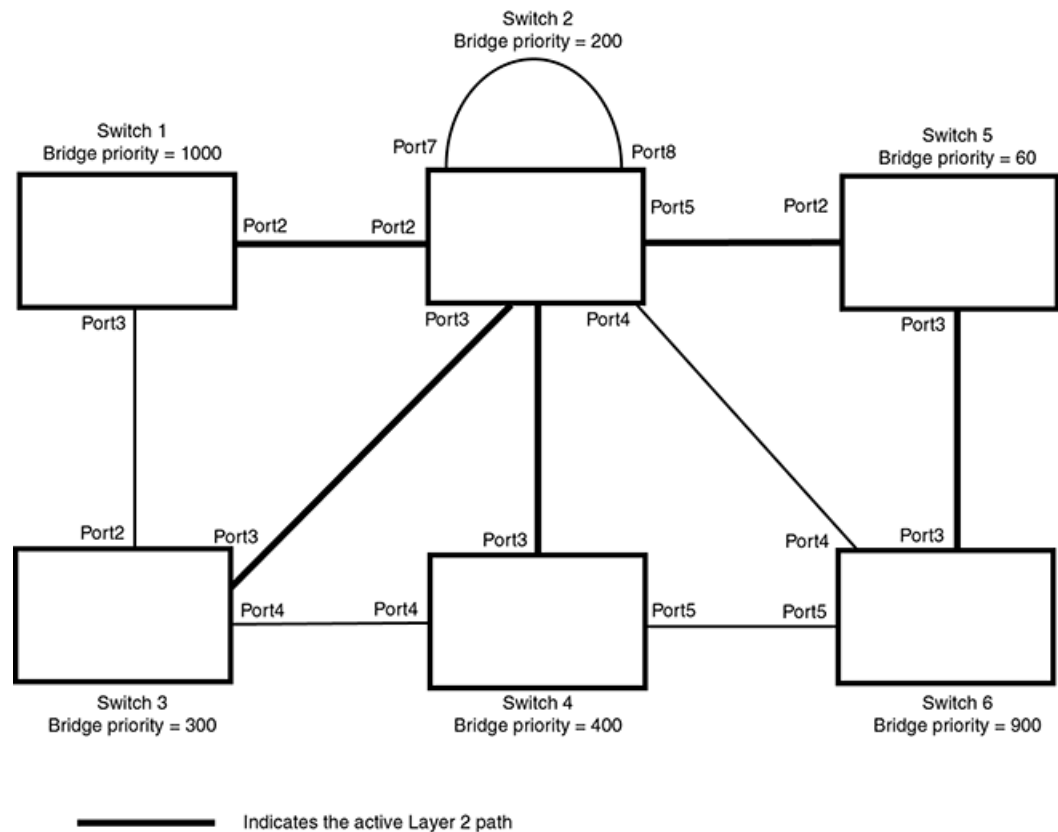 Switch 2
Bridge priority = 200
Switch 1
Bridge priority = 1000
Port7
Port8
Switch 5
Bridge priority = 60
Port2
Port2
Port5
Port2
Port3
Port3
Port4
Port3
Port2
Port3
Port3
Port4
Port3
Port4
Port4
Port5
Port5
Switch 3
Bridge priority = 300
Switch 4
Bridge priority = 400
Switch 6
Bridge priority = 900
Indicates the active Layer 2 path